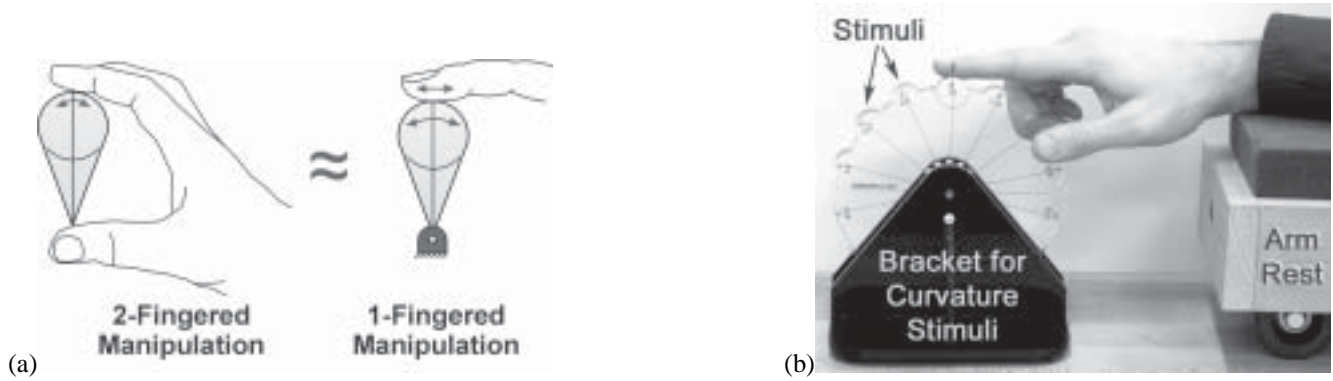 Stimuli
≈
2-Fingered
Manipulation
1-Fingered
Manipulation
Bracket for
Curvature
Stimuli
Arm
Rest
(a)
(b)